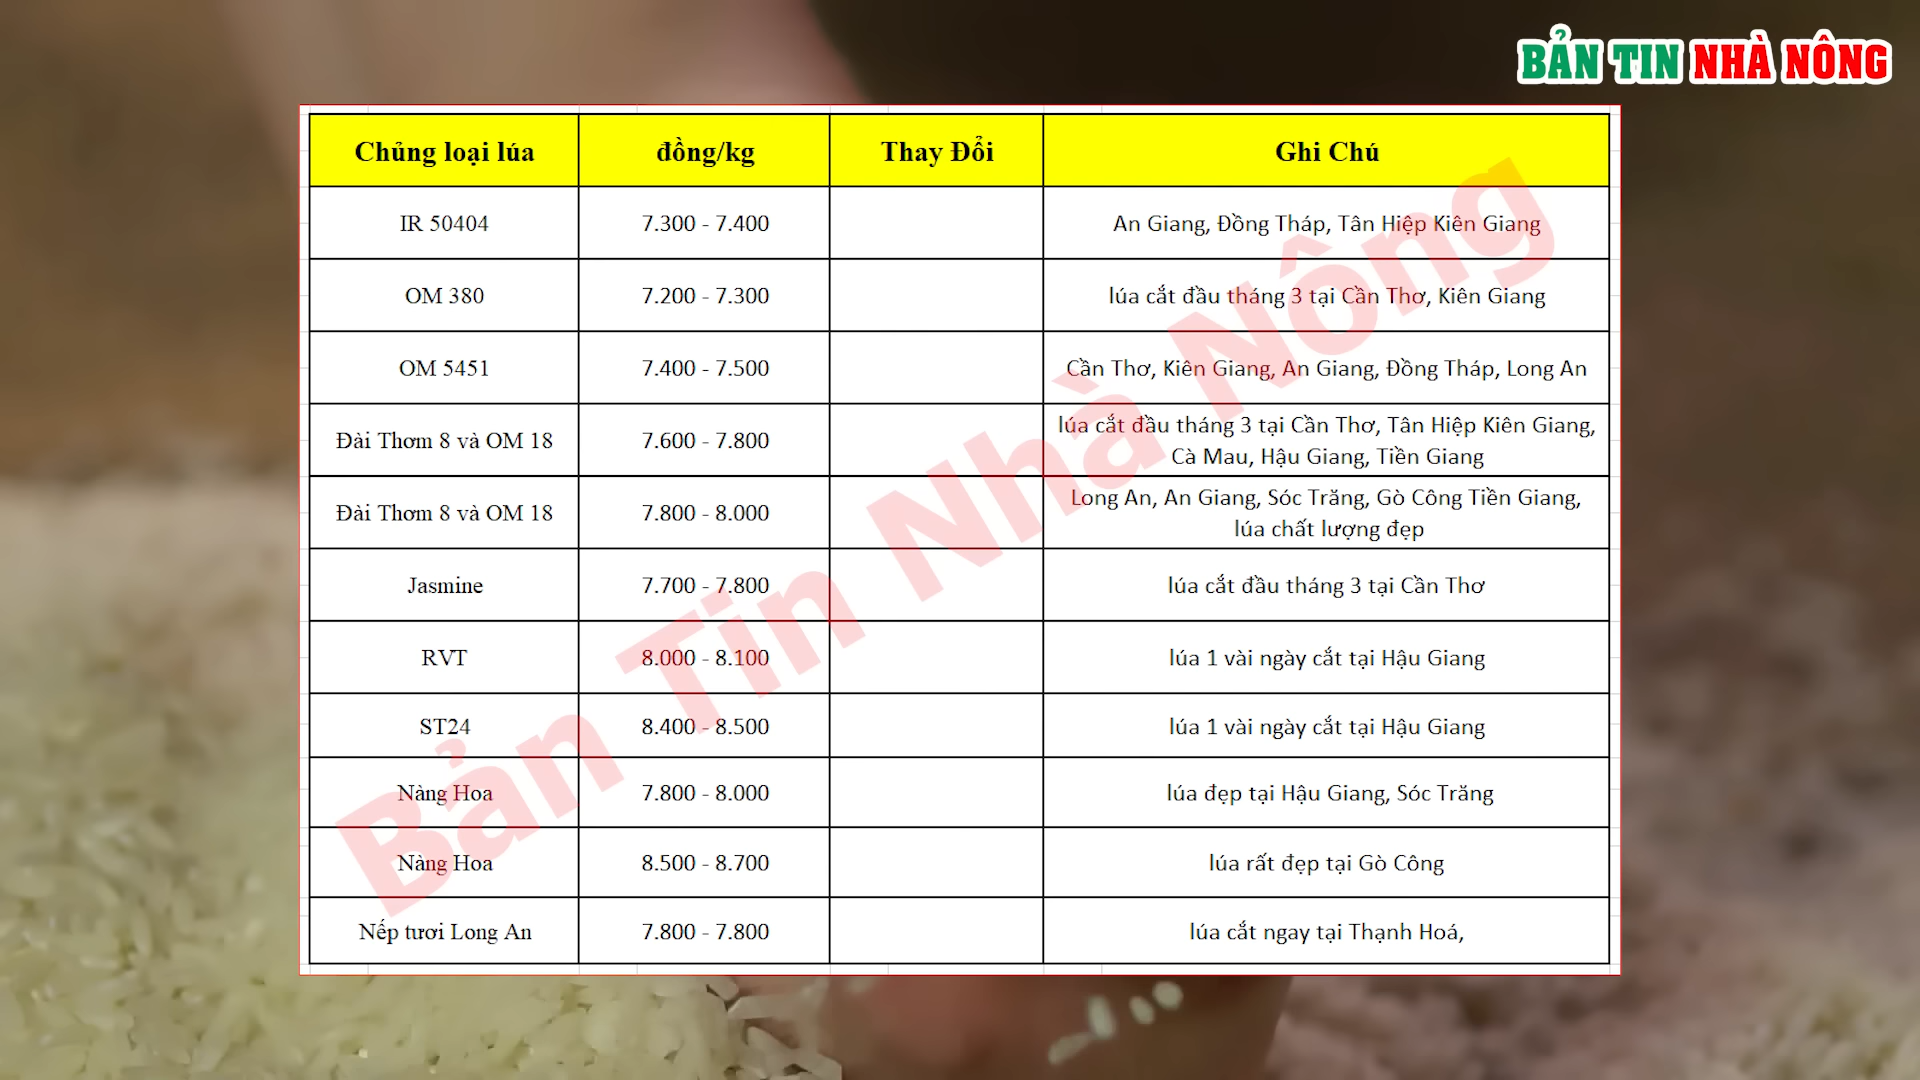 BẢN TIN NHÀ NÔNG
Chủng loại lúa đồng/kg Thay Đổi Ghi Chú
IR 50404 7.300 - 7.400 An Giang, Đồng Tháp, Tân Hiệp Kiên Giang
OM 380 7.200 - 7.300 lúa cắt đầu tháng 3 tại Cần Thơ, Kiên Giang
OM 5451 7.400 - 7.500 Cần Thơ, Kiên Giang, An Giang, Đồng Tháp, Long An
Đài Thơm 8 và OM 18 7.600 - 7.800 lúa cắt đầu tháng 3 tại Cần Thơ, Tân Hiệp Kiên Giang,
Cà Mau, Hậu Giang, Tiền Giang
Đài Thơm 8 và OM 18 7.800 - 8.000 Long An, An Giang, Sóc Trăng, Gò Công Tiền Giang,
lúa chất lượng đẹp
Jasmine 7.700 - 7.800 lúa cắt đầu tháng 3 tại Cần Thơ
RVT 8.000 - 8.100 lúa 1 vài ngày cắt tại Hậu Giang
ST24 8.400 - 8.500 lúa 1 vài ngày cắt tại Hậu Giang
Nàng Hoa 7.800 - 8.000 lúa đẹp tại Hậu Giang, Sóc Trăng
Nàng Hoa 8.500 - 8.700 lúa rất đẹp tại Gò Công
Nếp tươi Long An 7.800 - 7.800 lúa cắt ngay tại Thạnh Hoá,
Bản Tin Nhà Nông